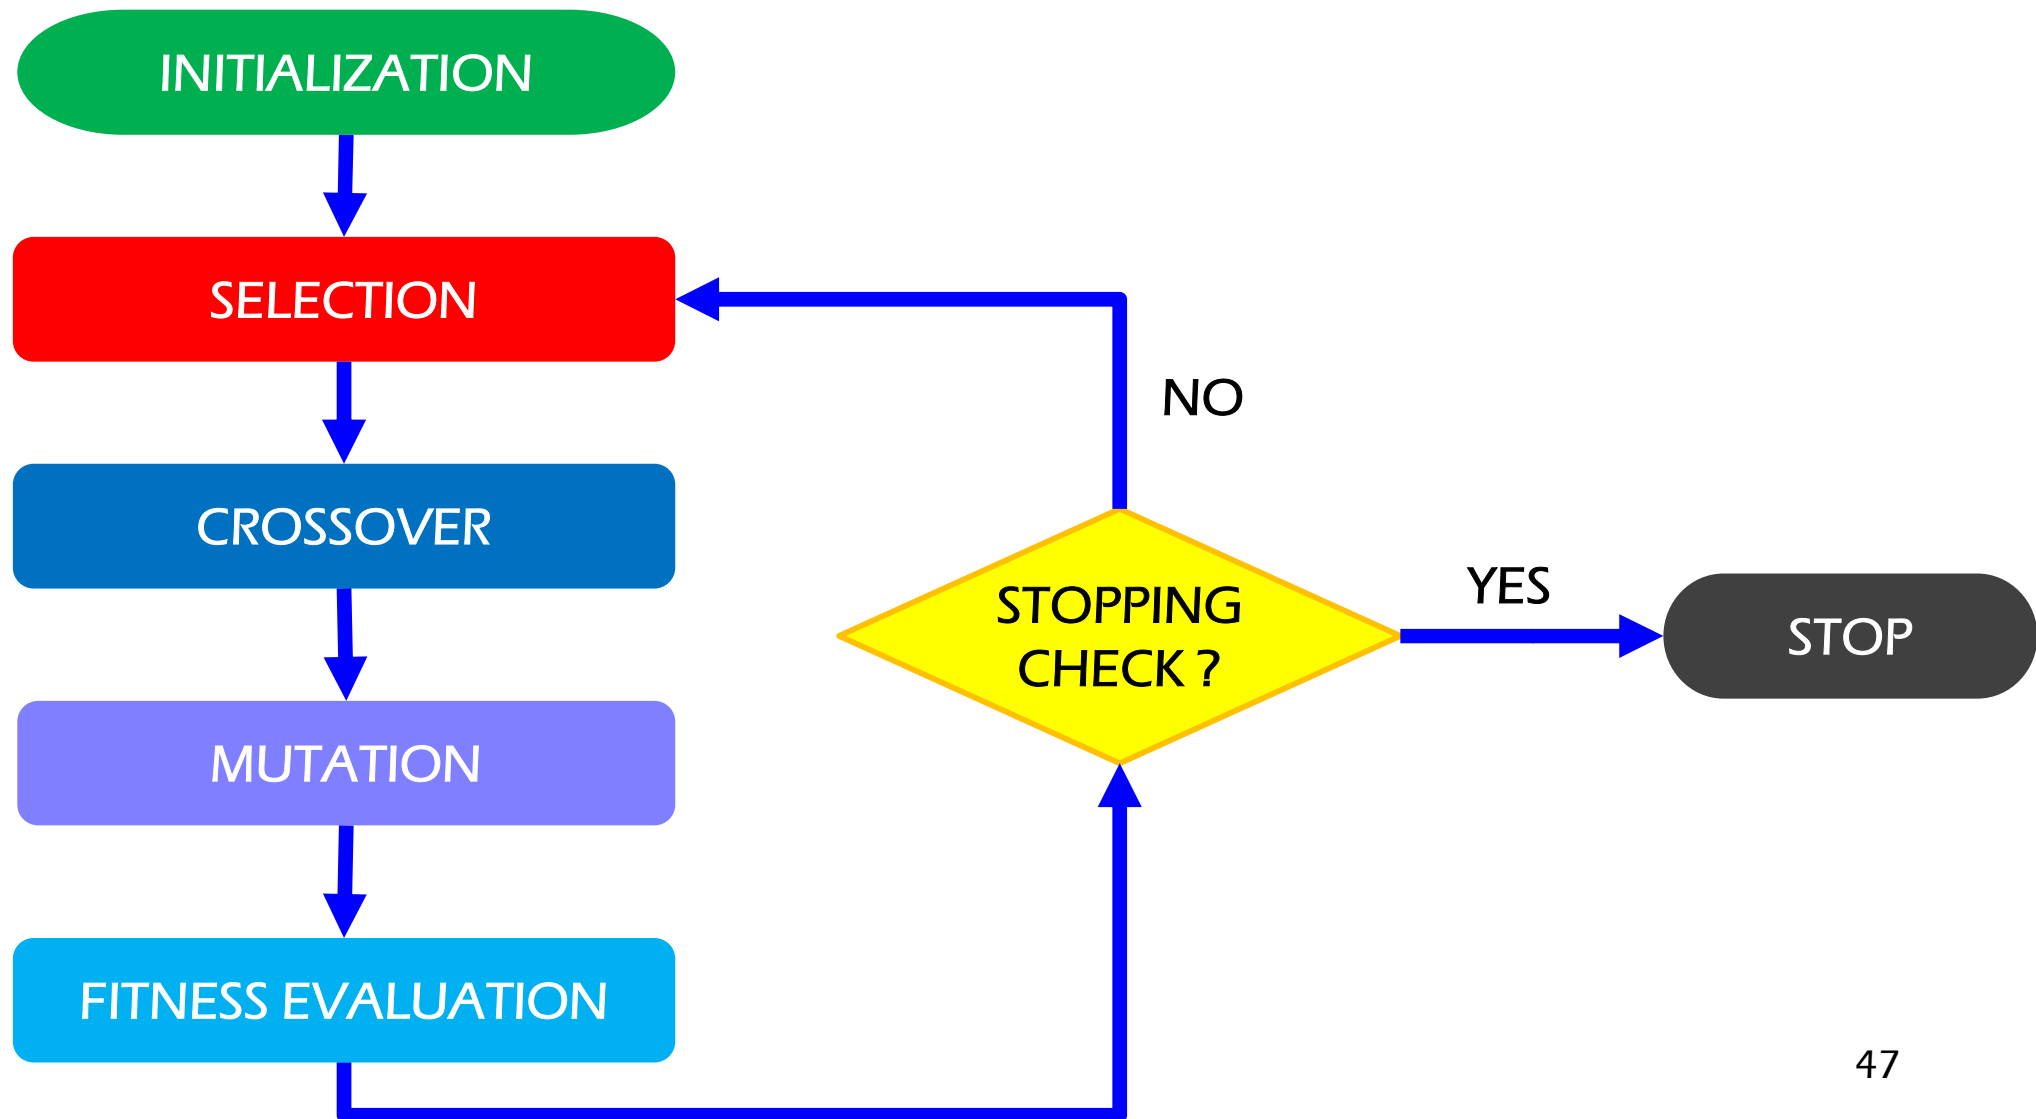 INITIALIZATION
SELECTION
CROSSOVER
MUTATION
FITNESS EVALUATION
NO
STOPPING
CHECK ?
YES
STOP
47